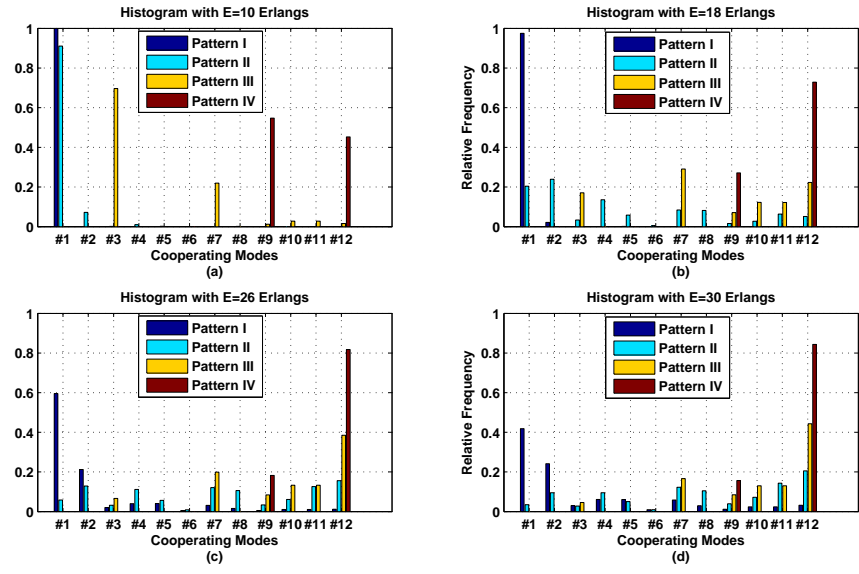 Histogram with E=10 Erlangs
1
0.8
0.6
0.4
0.2
0
Pattern I
Pattern II
Pattern III
Pattern IV
#1 #2 #3 #4 #5 #6 #7 #8 #9 #10 #11 #12
Cooperating Modes
(a)
Histogram with E=18 Erlangs
Relative Frequency
1
0.8
0.6
0.4
0.2
0
Pattern I
Pattern II
Pattern III
Pattern IV
#1 #2 #3 #4 #5 #6 #7 #8 #9 #10 #11 #12
Cooperating Modes
(b)
Histogram with E=26 Erlangs
1
0.8
0.6
0.4
0.2
0
Pattern I
Pattern II
Pattern III
Pattern IV
#1 #2 #3 #4 #5 #6 #7 #8 #9 #10 #11 #12
Cooperating Modes
(c)
Histogram with E=30 Erlangs
Relative Frequency
1
0.8
0.6
0.4
0.2
0
Pattern I
Pattern II
Pattern III
Pattern IV
#1 #2 #3 #4 #5 #6 #7 #8 #9 #10 #11 #12
Cooperating Modes
(d)